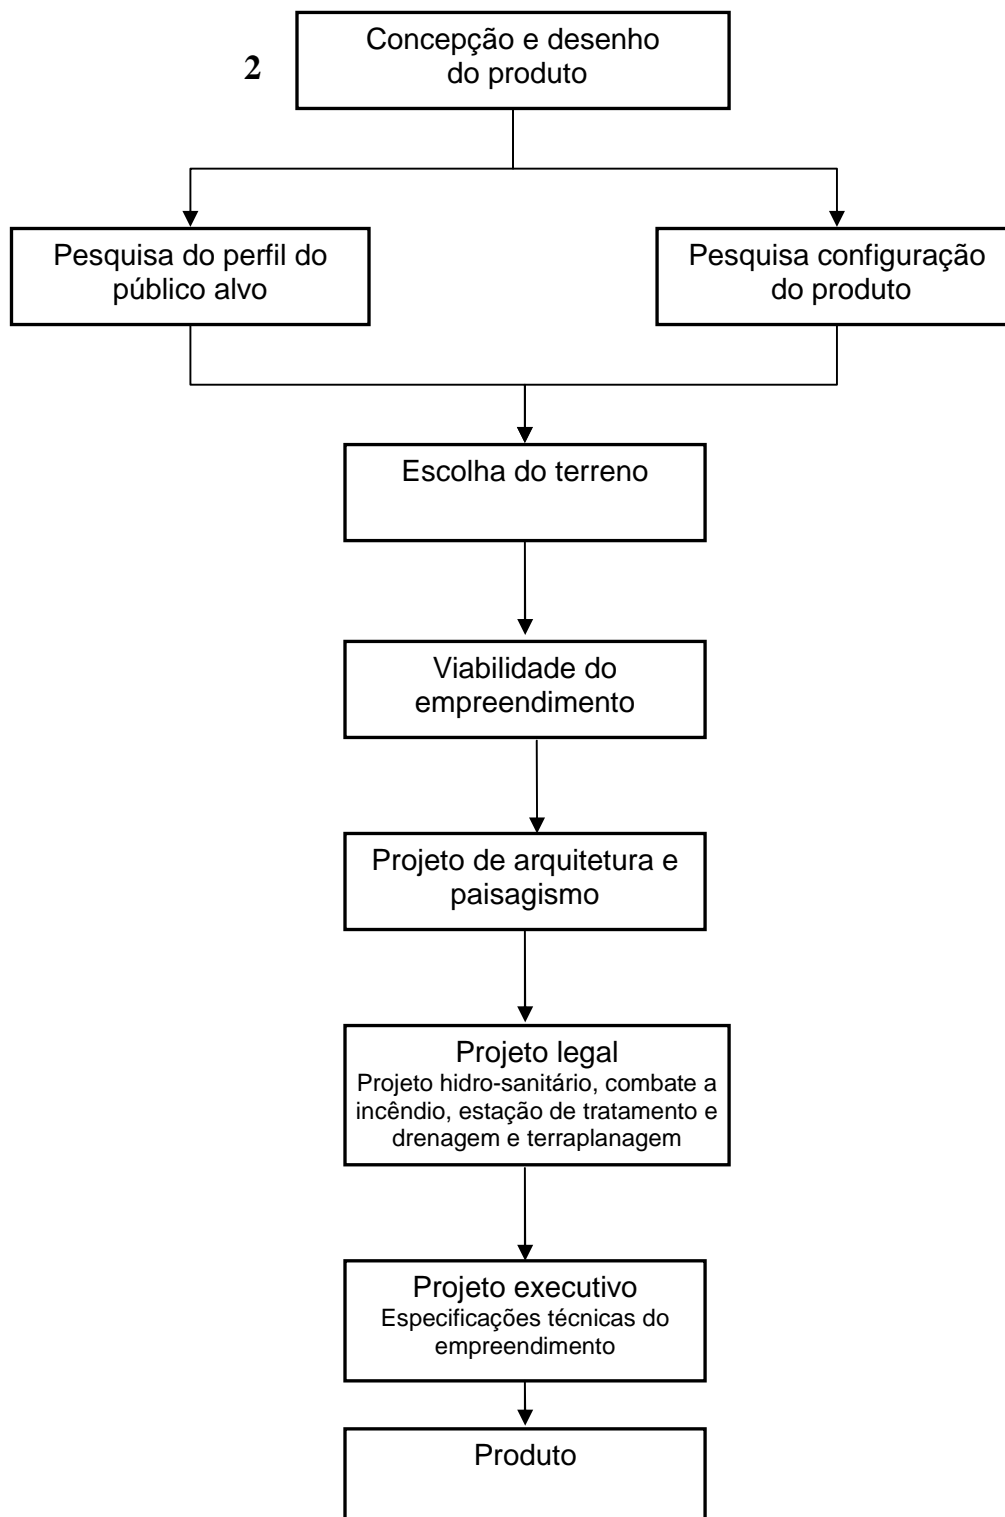 2
Concepção e desenho
do produto
Pesquisa do perfil do
público alvo
Pesquisa configuração
do produto
Escolha do terreno
Viabilidade do
empreendimento
Projeto de arquitetura e
paisagismo
Projeto legal
Projeto hidro-sanitário, combate a
incêndio, estação de tratamento e
drenagem e terraplanagem
Projeto executivo
Especificações técnicas do
empreendimento
Produto